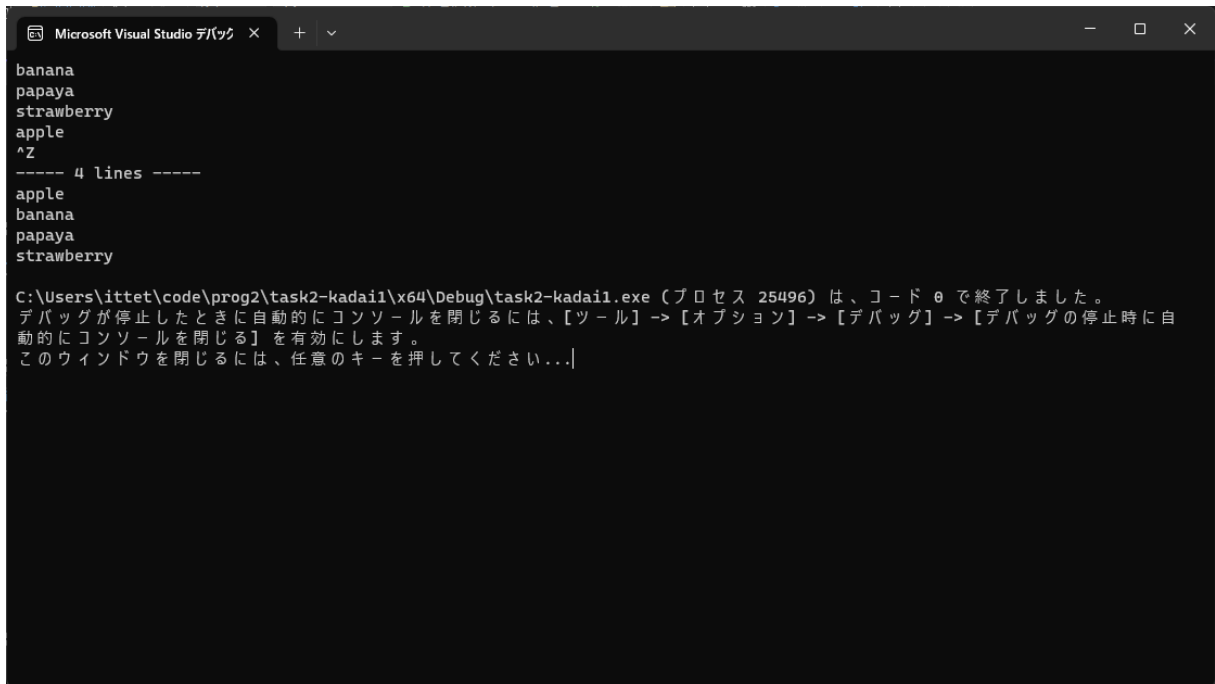 Microsoft Visual Studio デバック
banana
papaya
strawberry
apple
^Z
----- 4 lines -----
apple
banana
papaya
strawberry
C:\Users\ittet\code\prog2\task2-kadai1\x64\Debug\task2-kadai1.exe (プロセス 25496) は、コード 0 で終了しました。
デバッグが停止したときに自動的にコンソールを閉じるには、[ツール] -> [オプション] -> [デバッグ] -> [デバッグの停止時に自
動的にコンソールを閉じる] を有効にします。
このウィンドウを閉じるには、任意のキーを押してください...